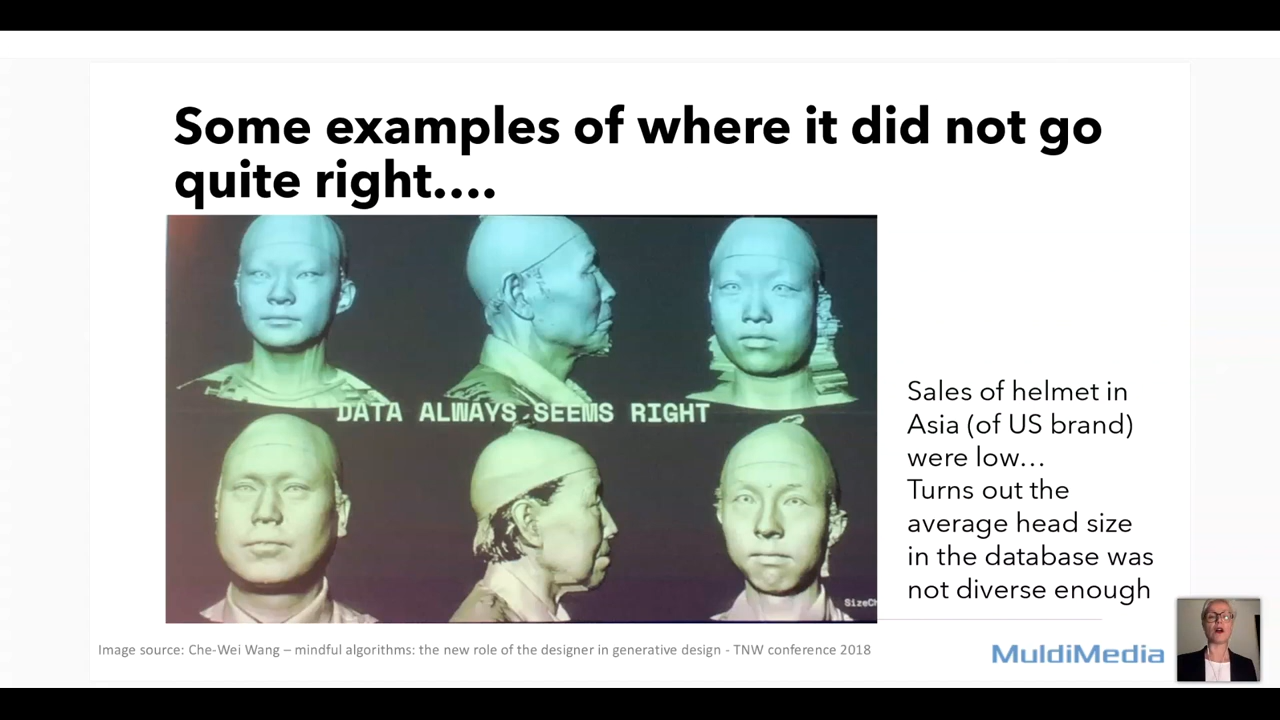 Some examples of where it did not go
quite right....
DATA ALWAYS SEEMS RIGHT
Sales of helmet in
Asia (of US brand)
were low...
Turns out the
average head size
in the database was
not diverse enough
Image source: Che-Wei Wang – mindful algorithms: the new role of the designer in generative design - TNW conference 2018
MuldiMedia